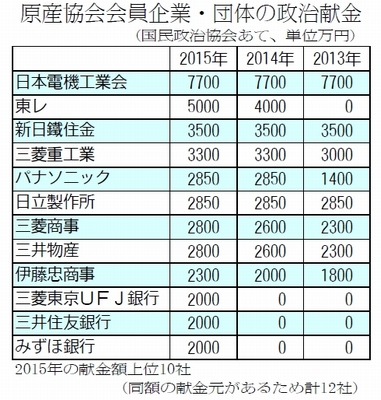 原産協会会員企業・団体の政治献金
(国民政治協会あて、単位万円)
2015年 2014年 2013年
日本電機工業会 7700 7700 7700
東レ 5000 4000 0
新日鐵住金 3500 3500 3500
三菱重工業 3300 3300 3000
パナソニック 2850 2850 1400
日立製作所 2850 2850 2850
三菱商事 2800 2600 2300
三井物産 2800 2600 2300
伊藤忠商事 2300 2000 1800
三菱東京UFJ銀行 2000 0 0
三井住友銀行 2000 0 0
みずほ銀行 2000 0 0
2015年の献金額上位10社
(同額の献金元があるため計12社)